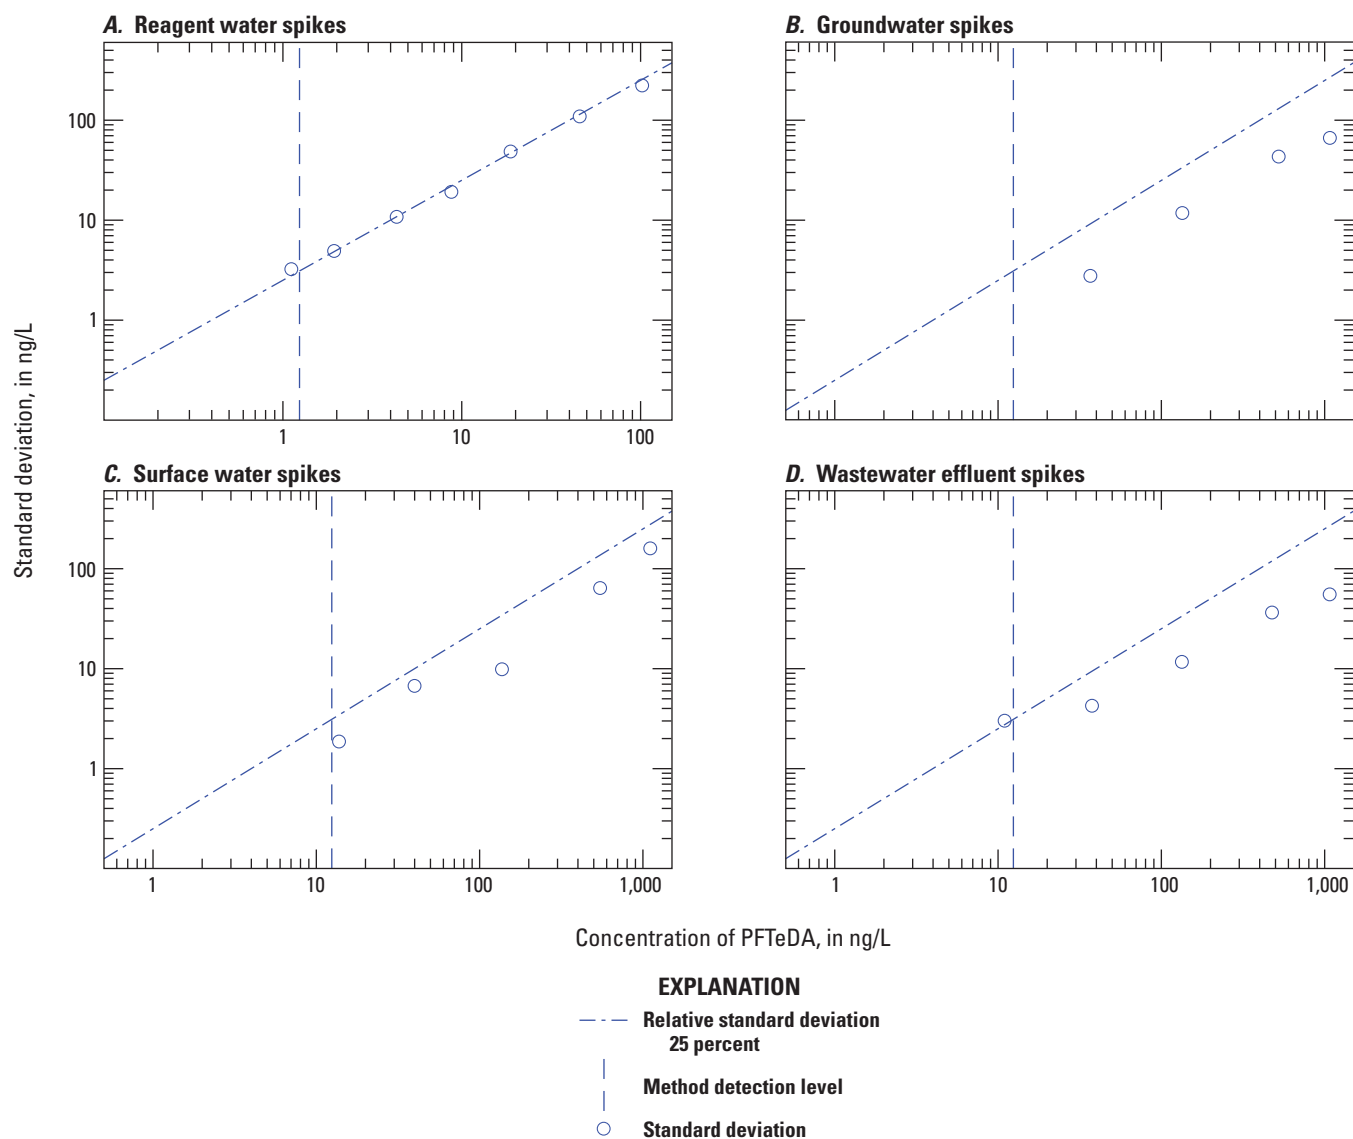 A. Reagent water spikes
B. Groundwater spikes
100
10
1
1 10 100
C. Surface water spikes
D. Wastewater effluent spikes
100
10
1
1 10 100 1,000
1 10 100 1,000
Standard deviation, in ng/L
Concentration of PFTeDA, in ng/L
EXPLANATION
Relative standard deviation
25 percent
Method detection level
Standard deviation